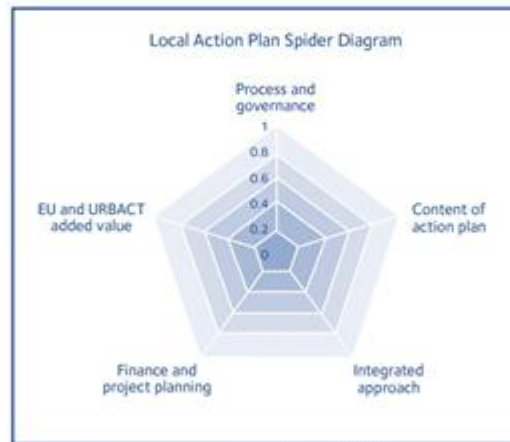 Local Action Plan Spider Diagram
Process and
governance
1
0.8
0.6
0.4
0.2
0
EU and URBACT
added value
Content of
action plan
Finance and
project planning
Integrated
approach